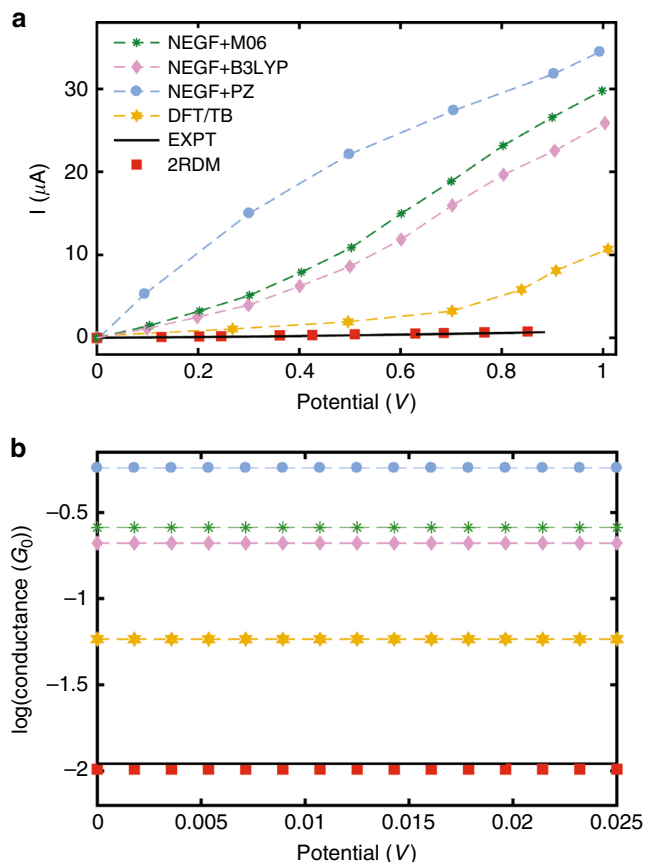 a
NEGF+M06
NEGF+B3LYP
NEGF+PZ
DFT/TB
EXPT
2RDM
30
20
10
0
I (μA)
0 0.2 0.4 0.6 0.8 1
Potential (V)
b
−0.5
−1
−1.5
−2
log(conductance (G0))
0 0.005 0.01 0.015 0.02 0.025
Potential (V)